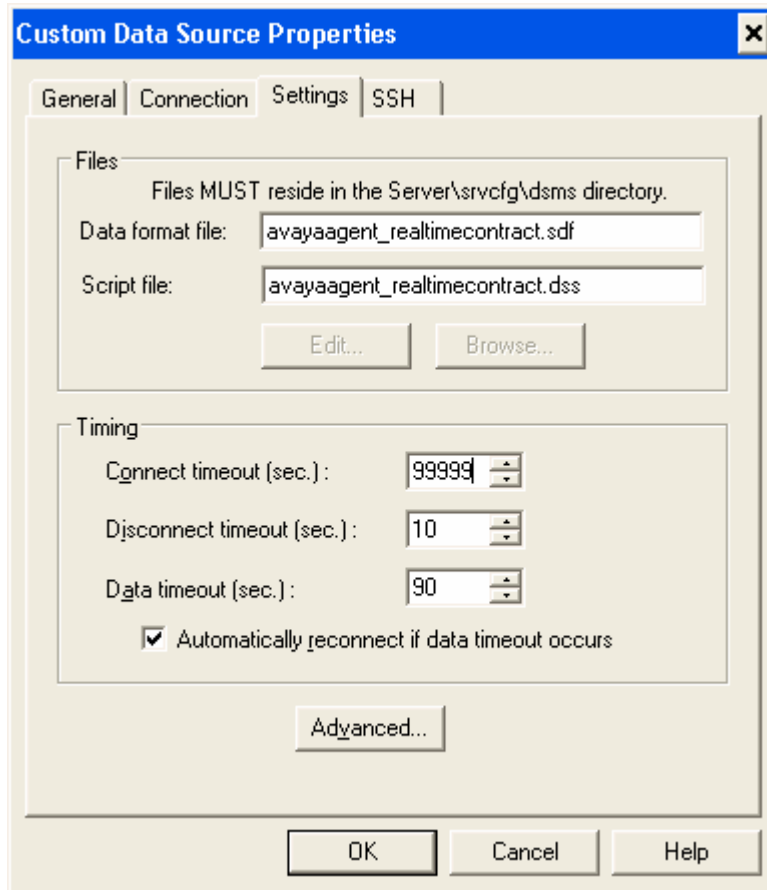 Custom Data Source Properties
General Connection Settings SSH
Files
Files MUST reside in the Server\srvcfg\dsms directory.
Data format file: avayaagent_realtimecontract.sdf
Script file: avayaagent_realtimecontract.dss
Edit... Browse...
Timing
Connect timeout (sec.) : 99999
Disconnect timeout (sec.) : 10
Data timeout (sec.) : 90
Automatically reconnect if data timeout occurs
Advanced...
OK Cancel Help